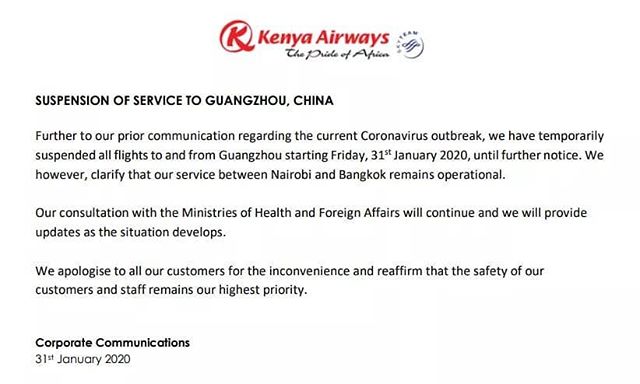 Kenya Airways
The Pride of Africa
SKYTEAM
SUSPENSION OF SERVICE TO GUANGZHOU, CHINA
Further to our prior communication regarding the current Coronavirus outbreak, we have temporarily
suspended all flights to and from Guangzhou starting Friday, 31st January 2020, until further notice. We
however, clarify that our service between Nairobi and Bangkok remains operational.
Our consultation with the Ministries of Health and Foreign Affairs will continue and we will provide
updates as the situation develops.
We apologise to all our customers for the inconvenience and reaffirm that the safety of our
customers and staff remains our highest priority.
Corporate Communications
31st January 2020